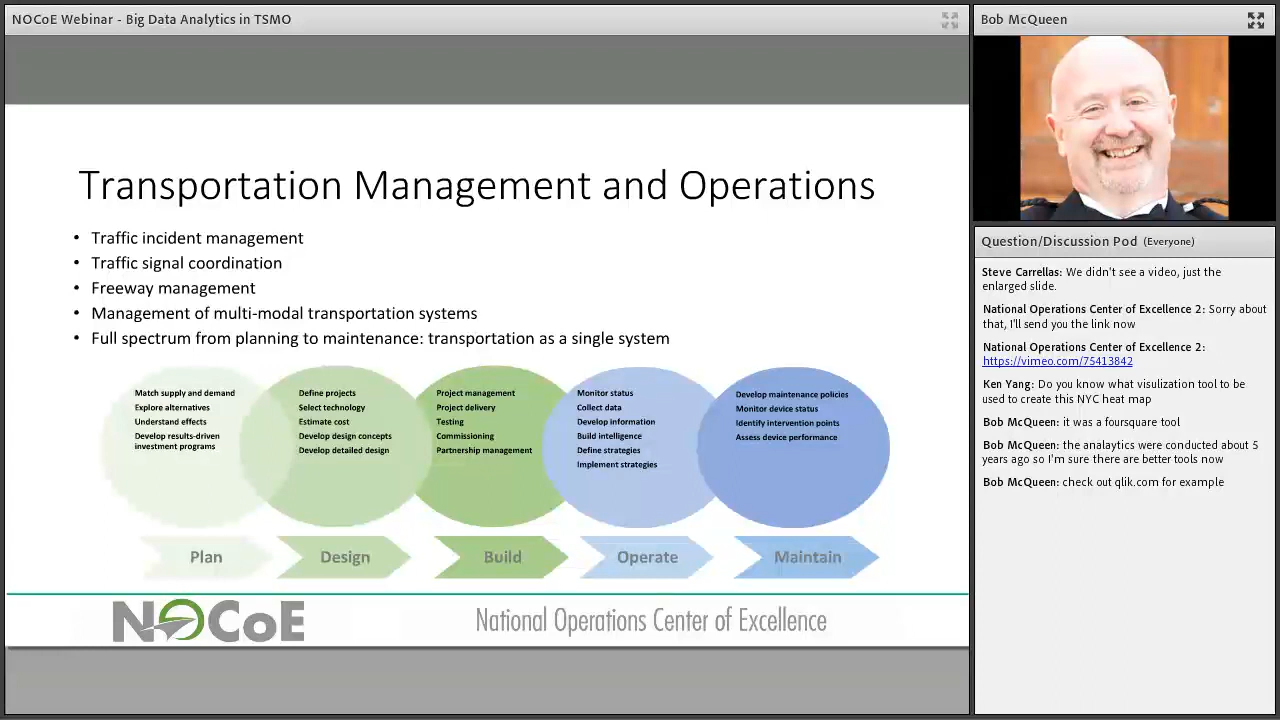 NOCoE Webinar - Big Data Analytics in TSMO
Transportation Management and Operations
• Traffic incident management
• Traffic signal coordination
• Freeway management
• Management of multi-modal transportation systems
• Full spectrum from planning to maintenance: transportation as a single system
Match supply and demand
Explore alternatives
Understand effects
Develop results-driven
investment programs
Define projects
Select technology
Estimate cost
Develop design concepts
Develop detailed design
Project management
Project delivery
Testing
Commissioning
Partnership management
Monitor status
Collect data
Develop information
Build intelligence
Define strategies
Implement strategies
Develop maintenance policies
Monitor device status
Identify intervention points
Assess device performance
Plan
Design
Build
Operate
Maintain
NOCoE
National Operations Center of Excellence
Bob McQueen
Question/Discussion Pod (Everyone)
Steve Carrellas: We didn't see a video, just the
enlarged slide.
National Operations Center of Excellence 2: Sorry about
that, I'll send you the link now
National Operations Center of Excellence 2:
https://vimeo.com/75413842
Ken Yang: Do you know what visulization tool to be
used to create this NYC heat map
Bob McQueen: it was a foursquare tool
Bob McQueen: the analaytics were conducted about 5
years ago so I'm sure there are better tools now
Bob McQueen: check out qlik.com for example